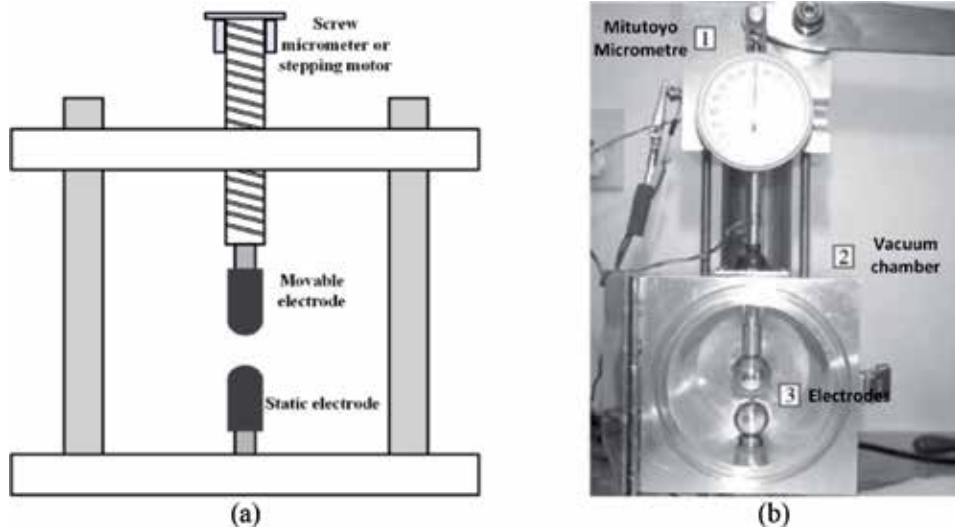 Screw
micrometer or
stepping motor
Movable
electrode
Static electrode
(a)
Mitutoyo
Micrometre
1
2
Vacuum
chamber
3
Electrodes
(b)